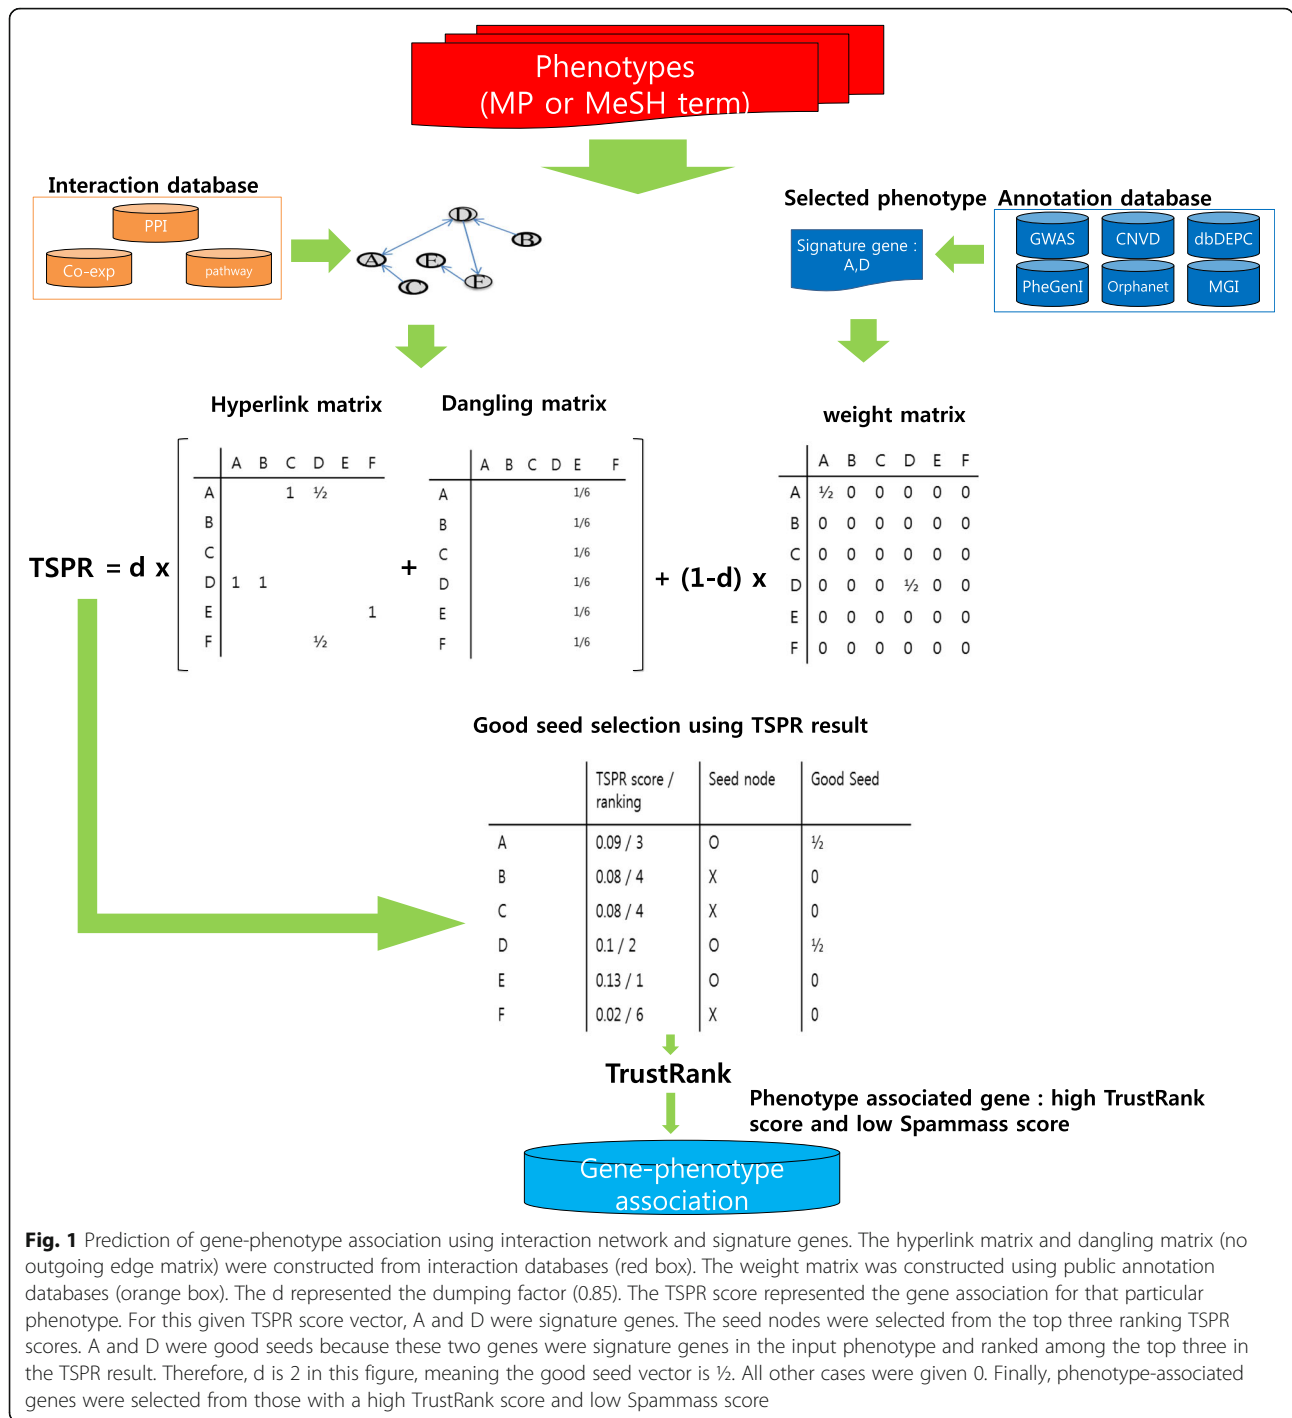 Phenotypes
(MP or MeSH term)
Interaction database
PPI
Co-exp
pathway
D
B
A
E
C
F
Selected phenotype
Annotation database
Signature gene :
A,D
GWAS
CNVD
dbDEPC
PheGenI
Orphanet
MGI
Hyperlink matrix
Dangling matrix
weight matrix
TSPR = d x
A B C D E F
A 1 ½
B
C
D 1 1
E 1
F ½
+
A B C D E F
A 1/6
B 1/6
C 1/6
D 1/6
E 1/6
F 1/6
+ (1-d) x
A B C D E F
A ½ 0 0 0 0 0
B 0 0 0 0 0 0
C 0 0 0 0 0 0
D 0 0 0 ½ 0 0
E 0 0 0 0 0 0
F 0 0 0 0 0 0
Good seed selection using TSPR result
TSPR score / ranking
Seed node
Good Seed
A 0.09 / 3 O ½
B 0.08 / 4 X 0
C 0.08 / 4 X 0
D 0.1 / 2 O ½
E 0.13 / 1 O 0
F 0.02 / 6 X 0
TrustRank
Phenotype associated gene : high TrustRank
score and low Spammass score
Gene-phenotype
association
Fig. 1 Prediction of gene-phenotype association using interaction network and signature genes. The hyperlink matrix and dangling matrix (no
outgoing edge matrix) were constructed from interaction databases (red box). The weight matrix was constructed using public annotation
databases (orange box). The d represented the dumping factor (0.85). The TSPR score represented the gene association for that particular
phenotype. For this given TSPR score vector, A and D were signature genes. The seed nodes were selected from the top three ranking TSPR
scores. A and D were good seeds because these two genes were signature genes in the input phenotype and ranked among the top three in
the TSPR result. Therefore, d is 2 in this figure, meaning the good seed vector is ½. All other cases were given 0. Finally, phenotype-associated
genes were selected from those with a high TrustRank score and low Spammass score